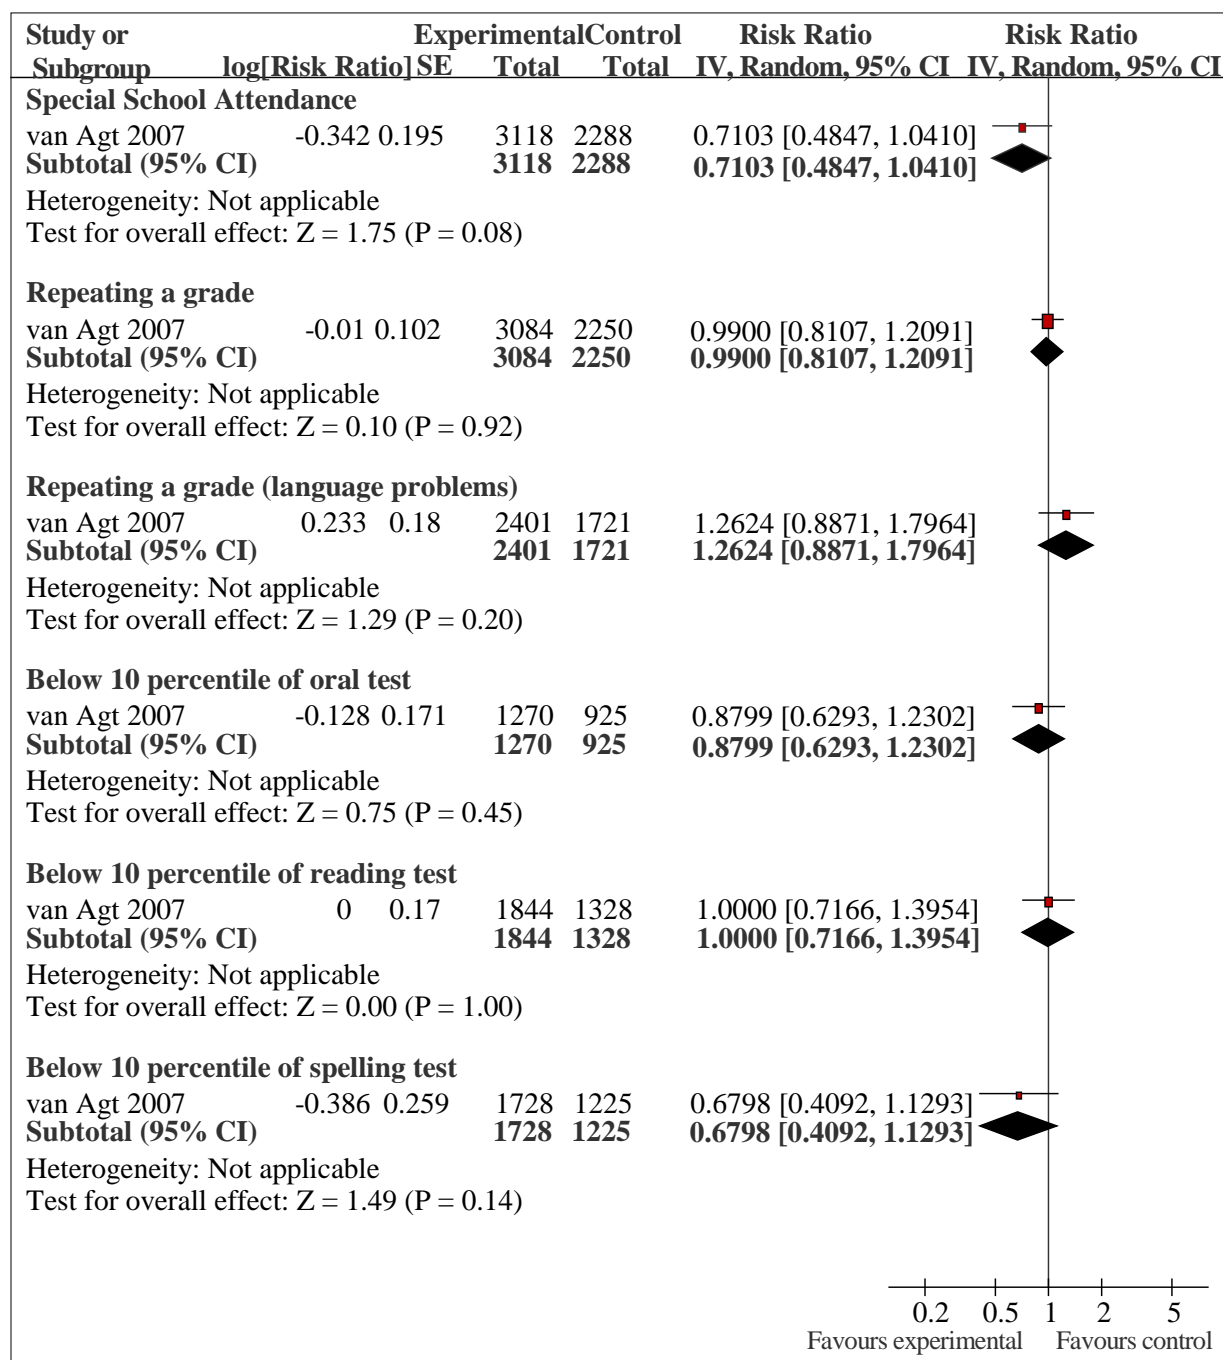 Study or Experimental Control Risk Ratio Risk Ratio
Subgroup log[Risk Ratio] SE Total Total IV, Random, 95% CI IV, Random, 95% CI
Special School Attendance
van Agt 2007 -0.342 0.195 3118 2288 0.7103 [0.4847, 1.0410]
Subtotal (95% CI) 3118 2288 0.7103 [0.4847, 1.0410]
Heterogeneity: Not applicable
Test for overall effect: Z = 1.75 (P = 0.08)
Repeating a grade
van Agt 2007 -0.01 0.102 3084 2250 0.9900 [0.8107, 1.2091]
Subtotal (95% CI) 3084 2250 0.9900 [0.8107, 1.2091]
Heterogeneity: Not applicable
Test for overall effect: Z = 0.10 (P = 0.92)
Repeating a grade (language problems)
van Agt 2007 0.233 0.18 2401 1721 1.2624 [0.8871, 1.7964]
Subtotal (95% CI) 2401 1721 1.2624 [0.8871, 1.7964]
Heterogeneity: Not applicable
Test for overall effect: Z = 1.29 (P = 0.20)
Below 10 percentile of oral test
van Agt 2007 -0.128 0.171 1270 925 0.8799 [0.6293, 1.2302]
Subtotal (95% CI) 1270 925 0.8799 [0.6293, 1.2302]
Heterogeneity: Not applicable
Test for overall effect: Z = 0.75 (P = 0.45)
Below 10 percentile of reading test
van Agt 2007 0 0.17 1844 1328 1.0000 [0.7166, 1.3954]
Subtotal (95% CI) 1844 1328 1.0000 [0.7166, 1.3954]
Heterogeneity: Not applicable
Test for overall effect: Z = 0.00 (P = 1.00)
Below 10 percentile of spelling test
van Agt 2007 -0.386 0.259 1728 1225 0.6798 [0.4092, 1.1293]
Subtotal (95% CI) 1728 1225 0.6798 [0.4092, 1.1293]
Heterogeneity: Not applicable
Test for overall effect: Z = 1.49 (P = 0.14)
0.2 0.5 1 2 5
Favours experimental Favours control